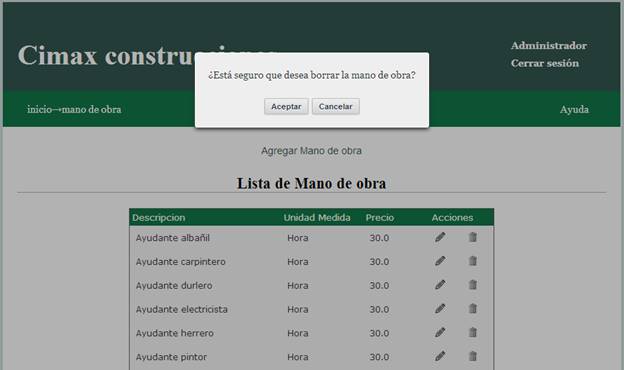 Cimax construcciones
Administrador
Cerrar sesión
¿Está seguro que desea borrar la mano de obra?
Aceptar Cancelar
inicio→mano de obra Ayuda
Agregar Mano de obra
Lista de Mano de obra
Descripcion Unidad Medida Precio Acciones
Ayudante albañil Hora 30.0
Ayudante carpintero Hora 30.0
Ayudante durlero Hora 30.0
Ayudante electricista Hora 30.0
Ayudante herrero Hora 30.0
Ayudante pintor Hora 30.0